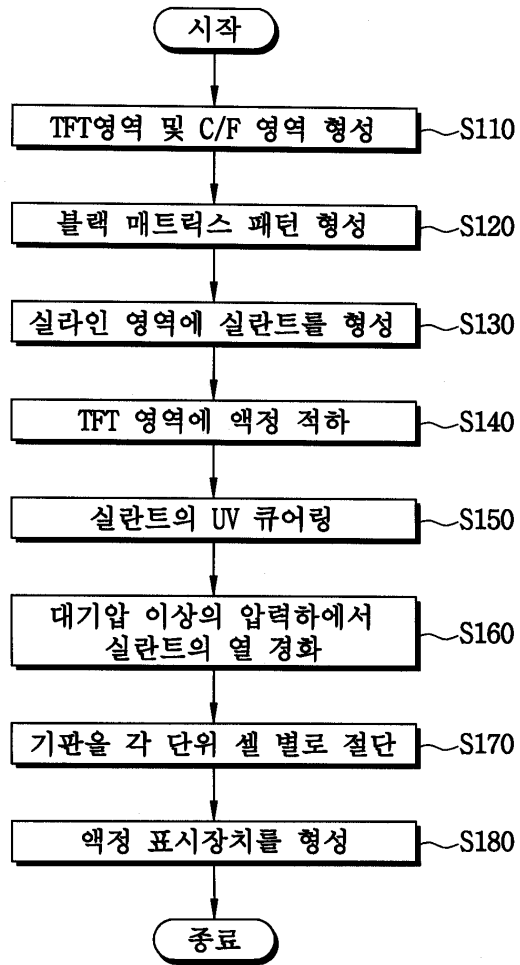 시작
TFT영역 및 C/F 영역 형성
S110
블랙 매트릭스 패턴 형성
S120
실라인 영역에 실란트를 형성
S130
TFT 영역에 액정 적하
S140
실란트의 UV 큐어링
S150
대기압 이상의 압력하에서
실란트의 열 경화
S160
기판을 각 단위 셀 별로 절단
S170
액정 표시장치를 형성
S180
종료